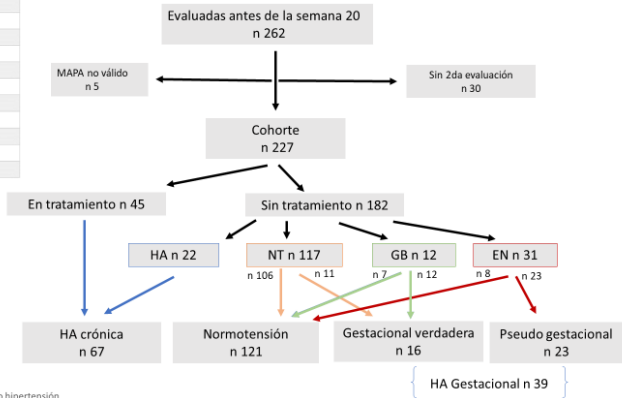 Evaluadas antes de la semana 20
n 262
MAPA no válido
n 5
Sin 2da evaluación
n 30
Cohorte
n 227
En tratamiento n 45
Sin tratamiento n 182
HA n 22
NT n 117
GB n 12
EN n 31
n 106
n 11
n 7
n 12
n 8
n 23
HA crónica
n 67
Normotensión
n 121
Gestacional verdadera
n 16
Pseudo gestacional
n 23
HA Gestacional n 39
hipertensión